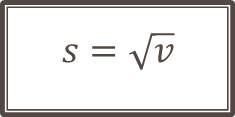 s = √v